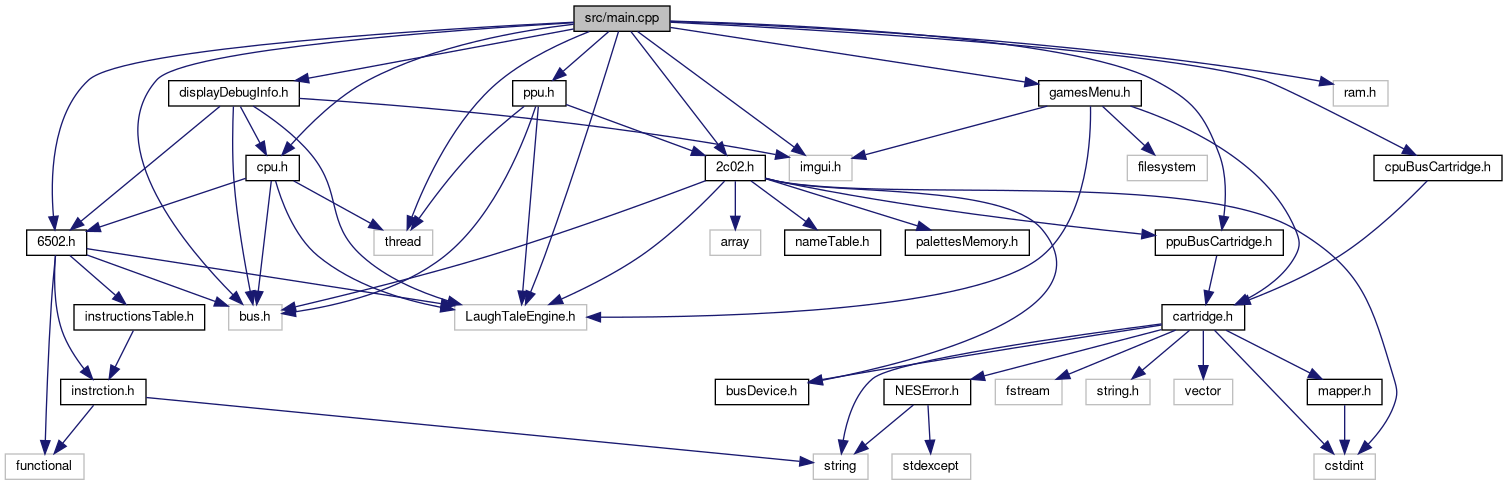 src/main.cpp
displayDebugInfo.h
ppu.h
gamesMenu.h
ram.h
cpu.h
2c02.h
imgui.h
filesystem
cpuBusCartridge.h
6502.h
thread
array
nameTable.h
palettesMemory.h
ppuBusCartridge.h
instructionsTable.h
bus.h
LaughTaleEngine.h
cartridge.h
instrction.h
busDevice.h
NESError.h
fstream
string.h
vector
mapper.h
functional
string
stdexcept
cstdint